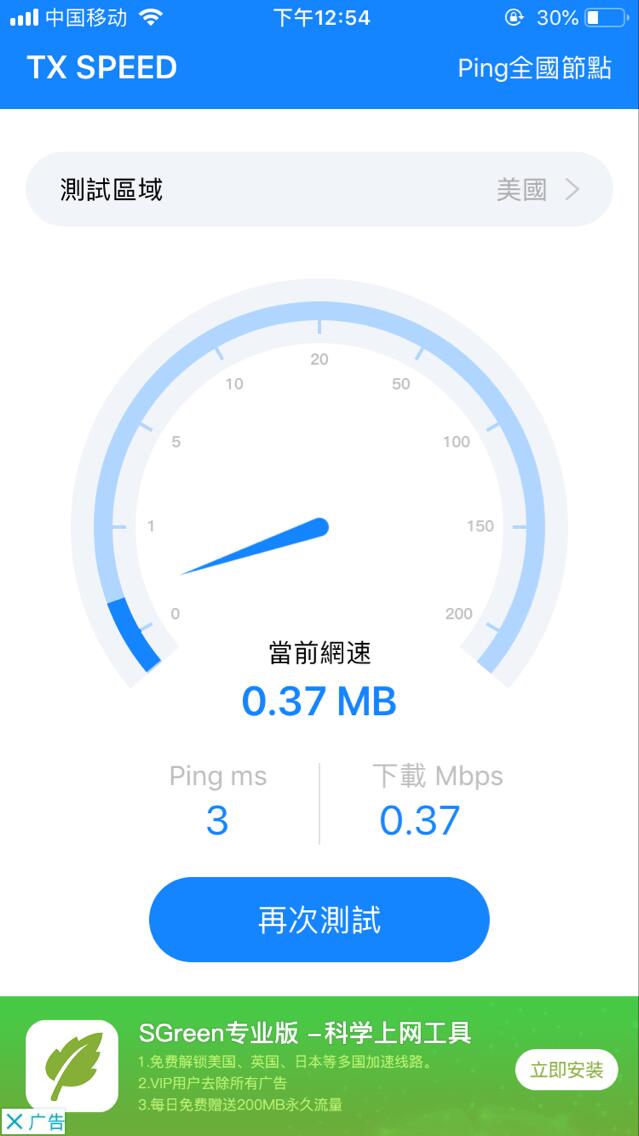 中国移动 下午12:54 30%
TX SPEED Ping全國節點
測試區域 美國
20
10 50
5 100
1 150
0 200
當前網速
0.37 MB
Ping ms 下載 Mbps
3 0.37
再次測試
SGreen专业版 –科学上网工具
1.免费解锁美国、英国、日本等多国加速线路。
2.VIP用户去除所有广告
3.每日免费赠送200MB永久流量
立即安装
广告